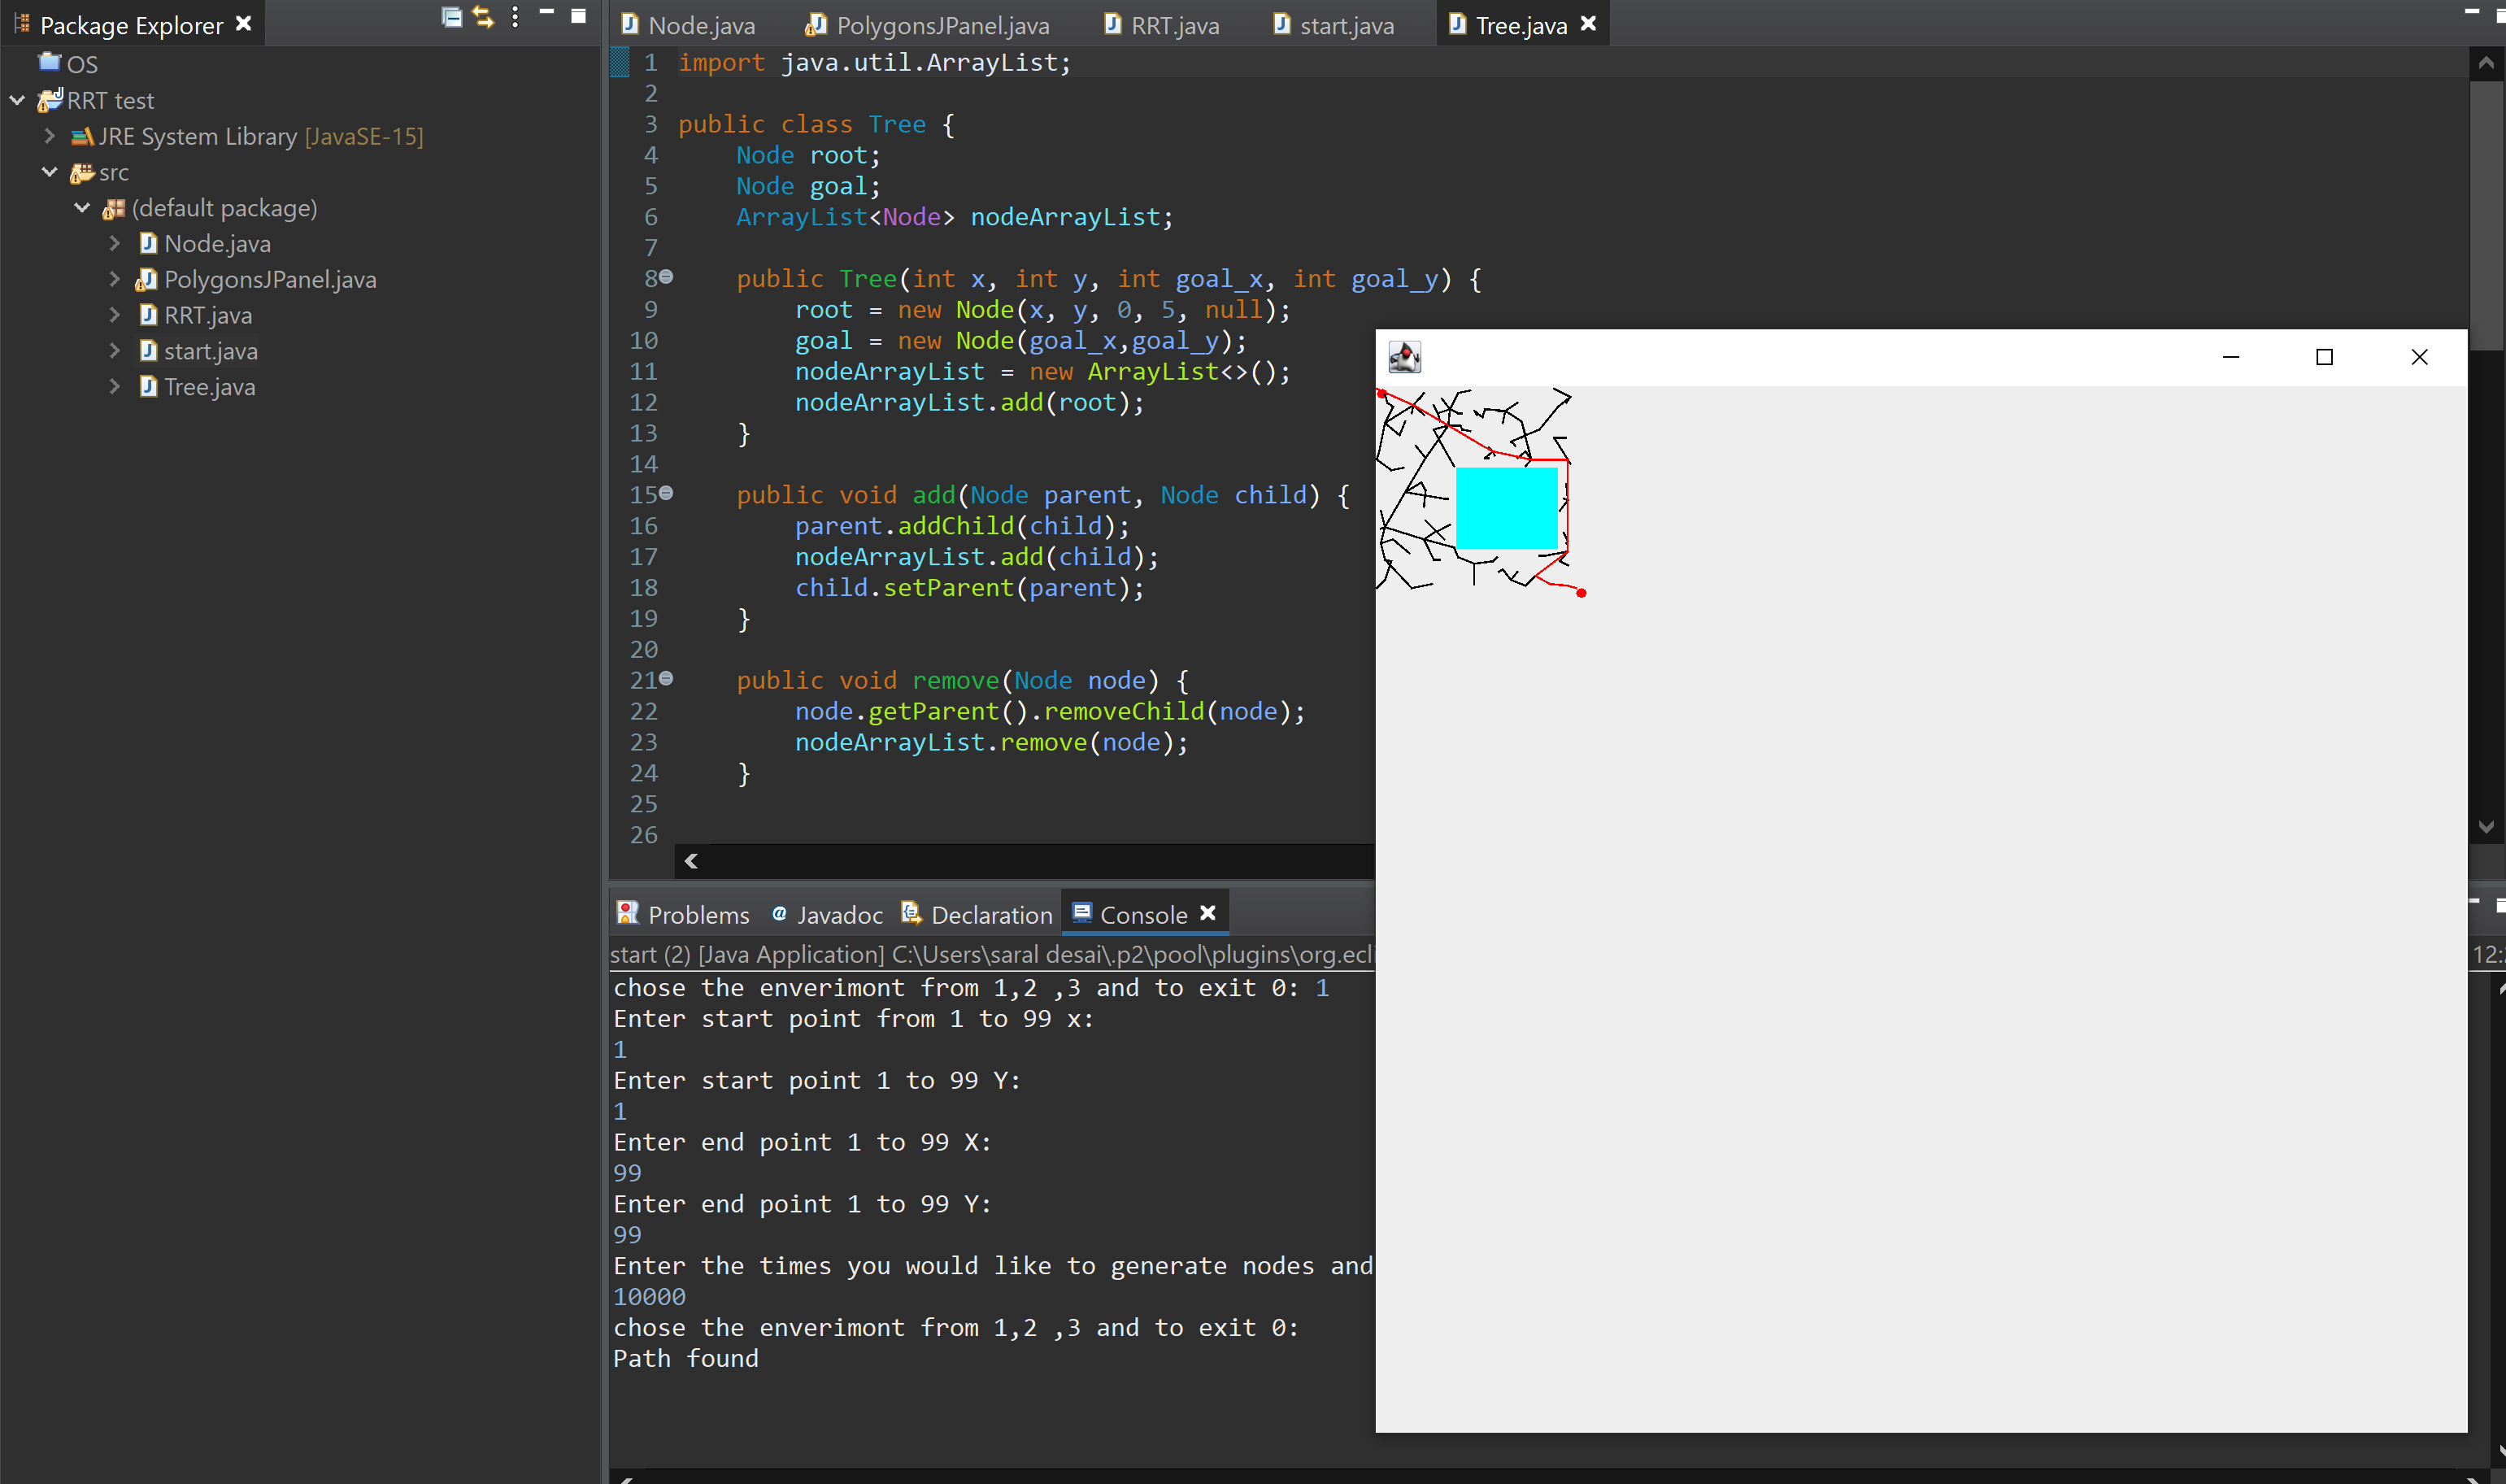 Package Explorer
OS
RRT test
JRE System Library [JavaSE-15]
src
(default package)
Node.java
PolygonsJPanel.java
RRT.java
start.java
Tree.java
Node.java PolygonsJPanel.java RRT.java start.java Tree.java
1 import java.util.ArrayList;
2
3 public class Tree {
4 Node root;
5 Node goal;
6 ArrayList<Node> nodeArrayList;
7
8 public Tree(int x, int y, int goal_x, int goal_y) {
9 root = new Node(x, y, 0, 5, null);
10 goal = new Node(goal_x,goal_y);
11 nodeArrayList = new ArrayList<>();
12 nodeArrayList.add(root);
13 }
14
15 public void add(Node parent, Node child) {
16 parent.addChild(child);
17 nodeArrayList.add(child);
18 child.setParent(parent);
19 }
20
21 public void remove(Node node) {
22 node.getParent().removeChild(node);
23 nodeArrayList.remove(node);
24 }
25
26
Problems @ Javadoc Declaration Console
start (2) [Java Application] C:\Users\saral desai\.p2\pool\plugins\org.ecli 12:
chose the enverimont from 1,2 ,3 and to exit 0: 1
Enter start point from 1 to 99 x:
1
Enter start point 1 to 99 Y:
1
Enter end point 1 to 99 X:
99
Enter end point 1 to 99 Y:
99
Enter the times you would like to generate nodes and
10000
chose the enverimont from 1,2 ,3 and to exit 0:
Path found